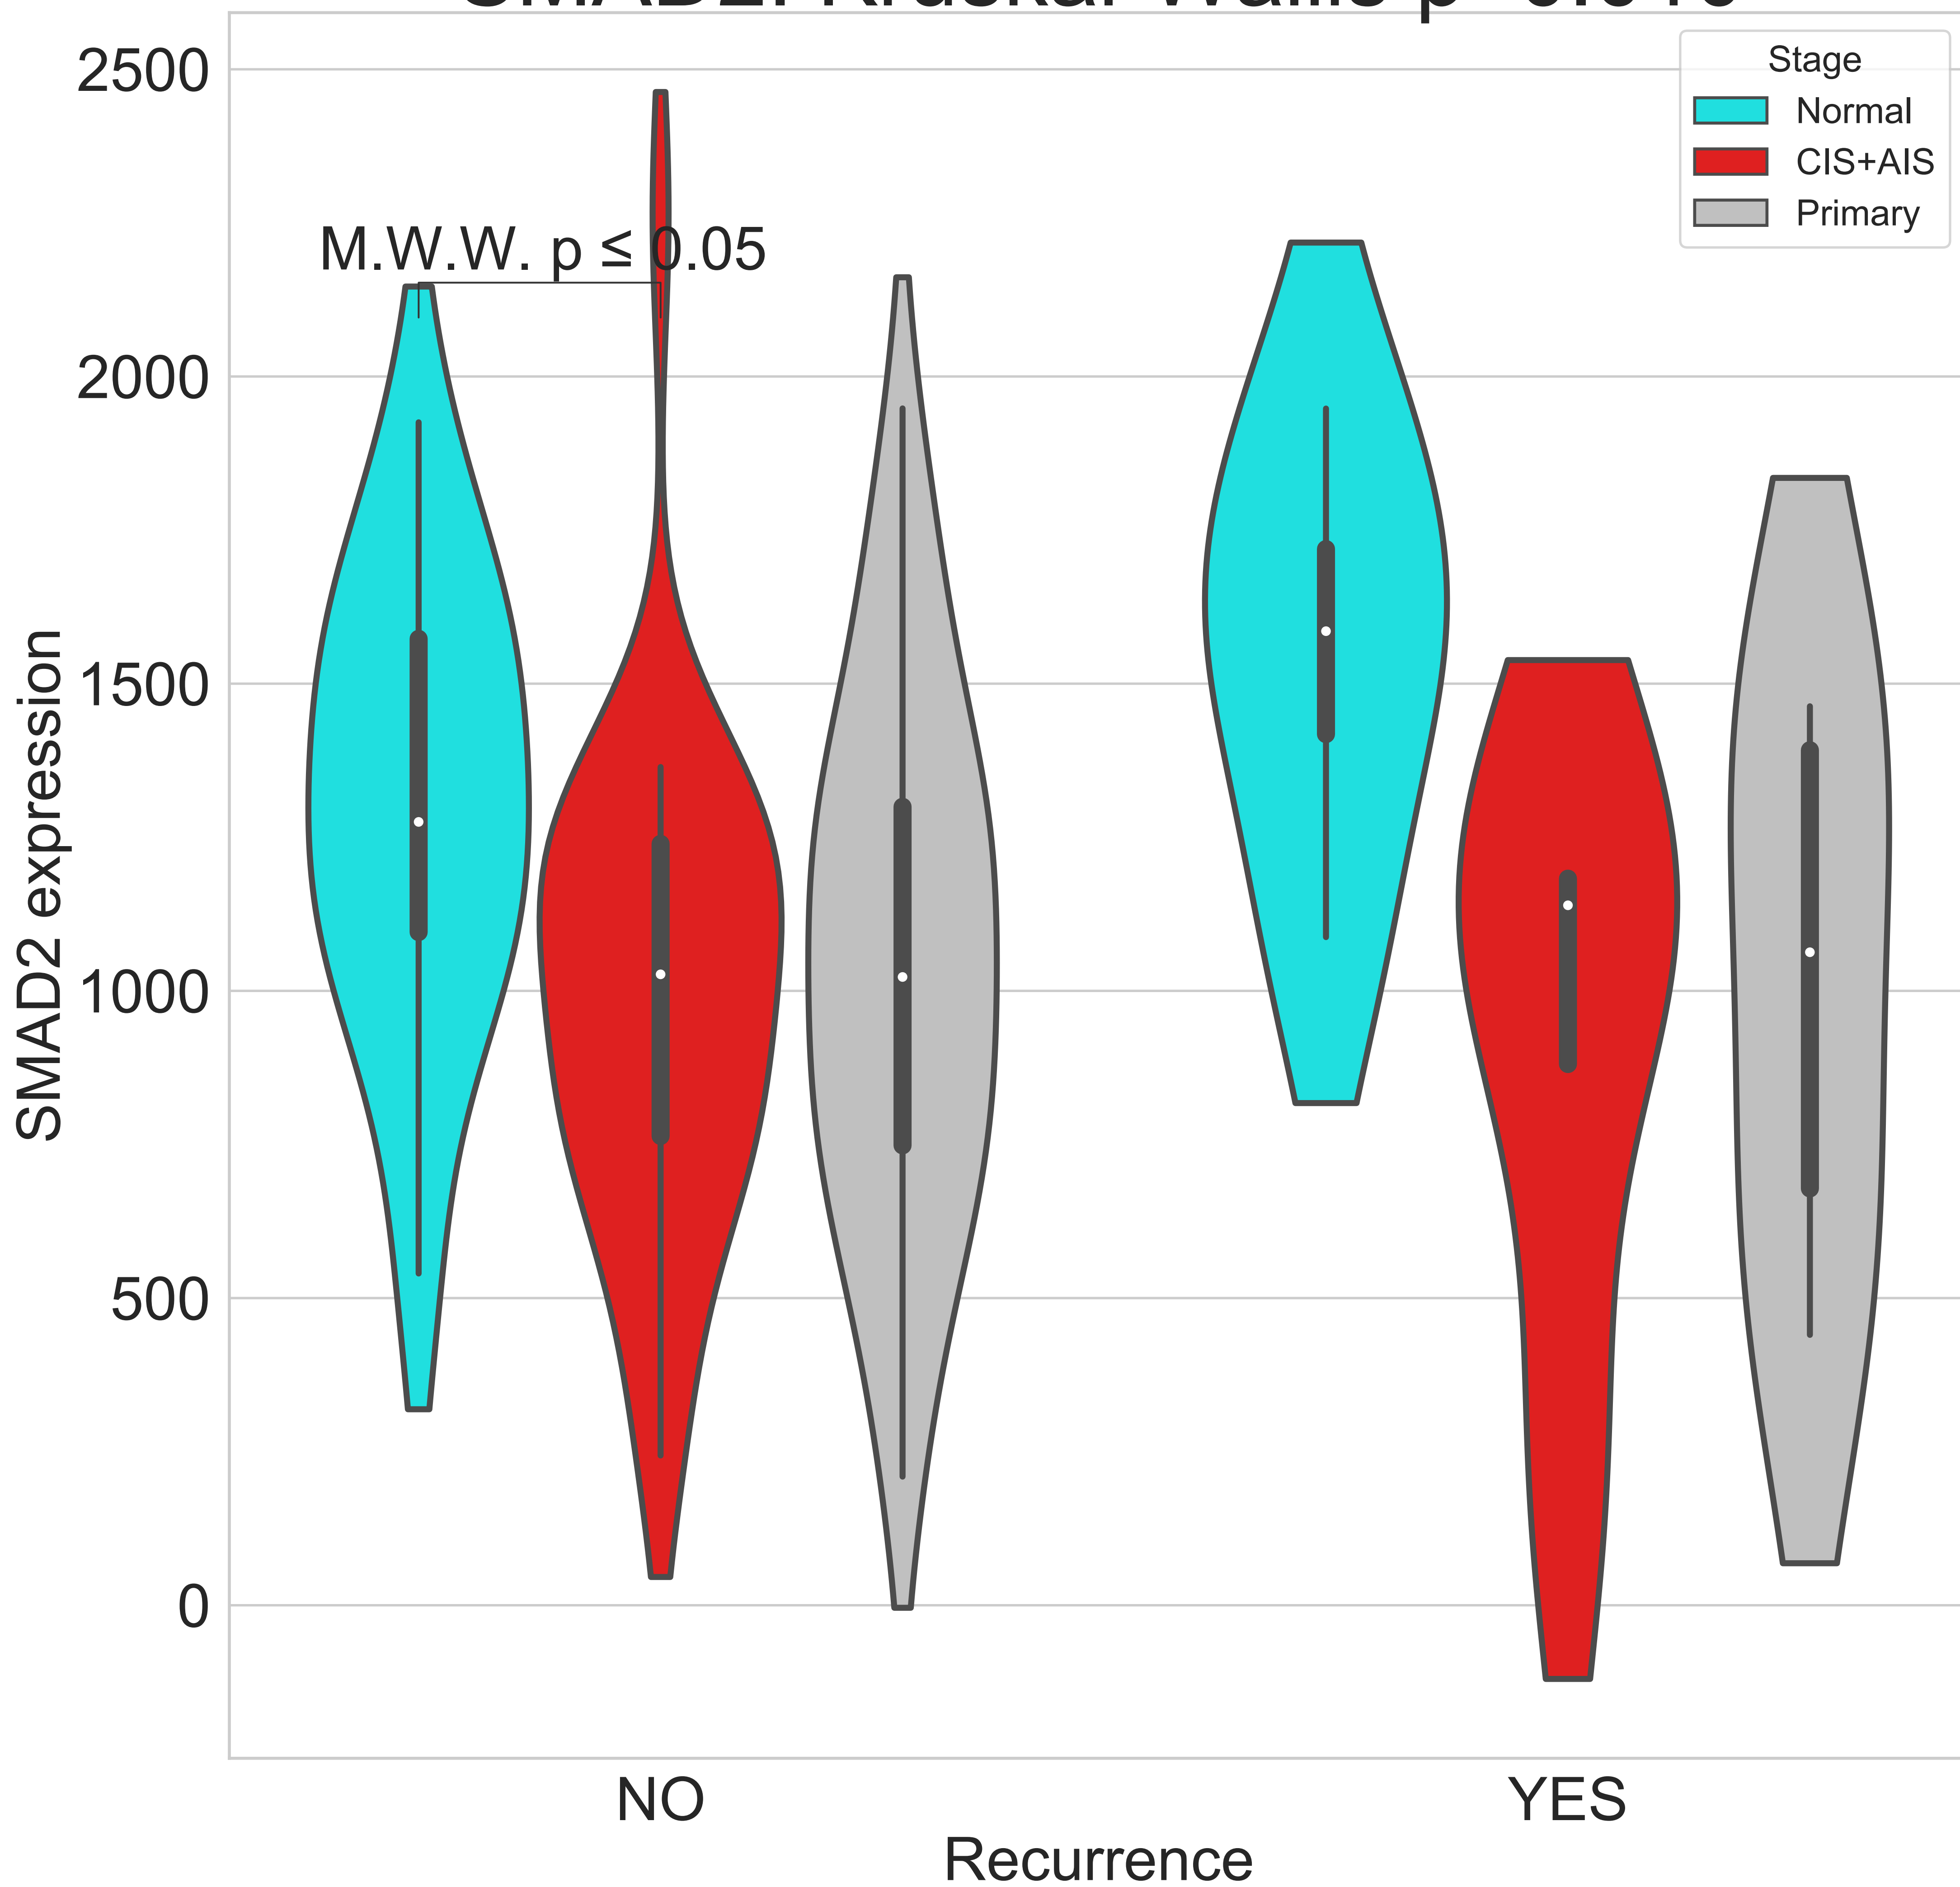 2500
2000
1500
1000
500
0
SMAD2 expression
M.W.W. p ≤ 0.05
Stage
Normal
CIS+AIS
Primary
NO
YES
Recurrence